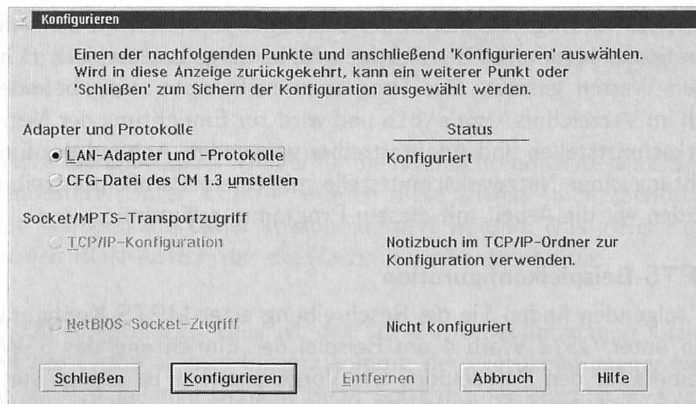 Konfigurieren
Einen der nachfolgenden Punkte und anschließend 'Konfigurieren' auswählen.
Wird in diese Anzeige zurückgekehrt, kann ein weiterer Punkt oder
'Schließen' zum Sichern der Konfiguration ausgewählt werden.
Adapter und Protokolle
Status
LAN-Adapter und -Protokolle
Konfiguriert
CFG-Datei des CM 1.3 umstellen
Socket/MPTS-Transportzugriff
TCP/IP-Konfiguration
Notizbuch im TCP/IP-Ordner zur
Konfiguration verwenden.
NetBIOS-Socket-Zugriff
Nicht konfiguriert
Schließen
Konfigurieren
Entfernen
Abbruch
Hilfe